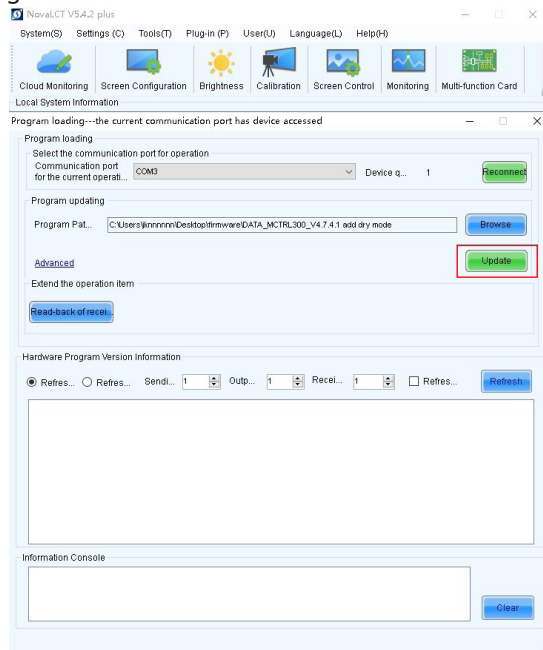 NovaLCT V5.4.2 plus
System(S) Settings (C) Tools(T) Plug-in (P) User(U) Language(L) Help(H)
Cloud Monitoring Screen Configuration Brightness Calibration Screen Control Monitoring Multi-function Card
Local System Information
Program loading---the current communication port has device accessed
Program loading
Select the communication port for operation
Communication port
for the current operati... COM3 Device q... 1 Reconnect
Program updating
Program Pat... C:\Users\jknnnnnn\Desktop\firmware\DATA_MCTRL300_V4.7.4.1 add dry mode Browse
Advanced Update
Extend the operation item
Read-back of recei...
Hardware Program Version Information
Refres... Refres... Sendi... 1 Outp... 1 Recei... 1 Refres... Refresh
Information Console
Clear